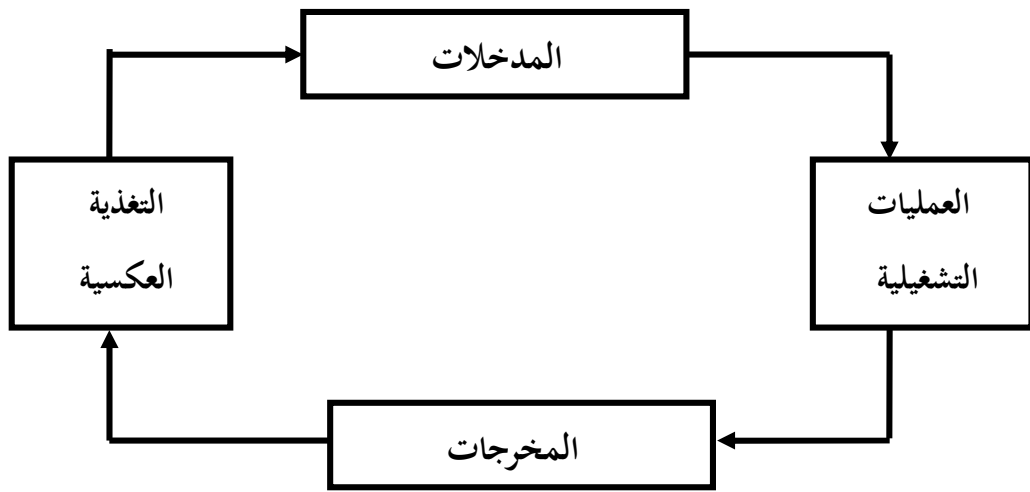 المدخلات
العمليات
التشغيلية
التغذية
العكسية
المخرجات